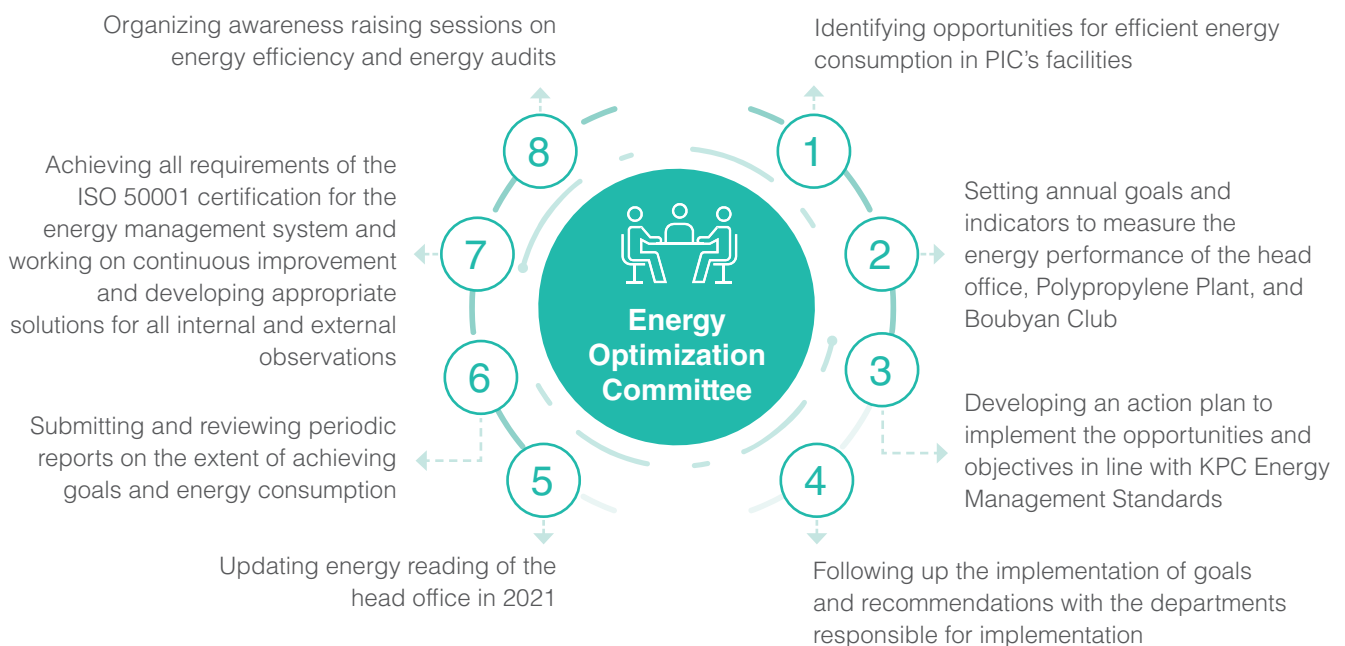 Energy
Optimization
Committee
1
Identifying opportunities for efficient energy
consumption in PIC’s facilities
2
Setting annual goals and
indicators to measure the
energy performance of the head
office, Polypropylene Plant, and
Boubyan Club
3
Developing an action plan to
implement the opportunities and
objectives in line with KPC Energy
Management Standards
4
Following up the implementation of goals
and recommendations with the departments
responsible for implementation
5
Updating energy reading of the
head office in 2021
6
Submitting and reviewing periodic
reports on the extent of achieving
goals and energy consumption
7
Achieving all requirements of the
ISO 50001 certification for the
energy management system and
working on continuous improvement
and developing appropriate
solutions for all internal and external
observations
8
Organizing awareness raising sessions on
energy efficiency and energy audits